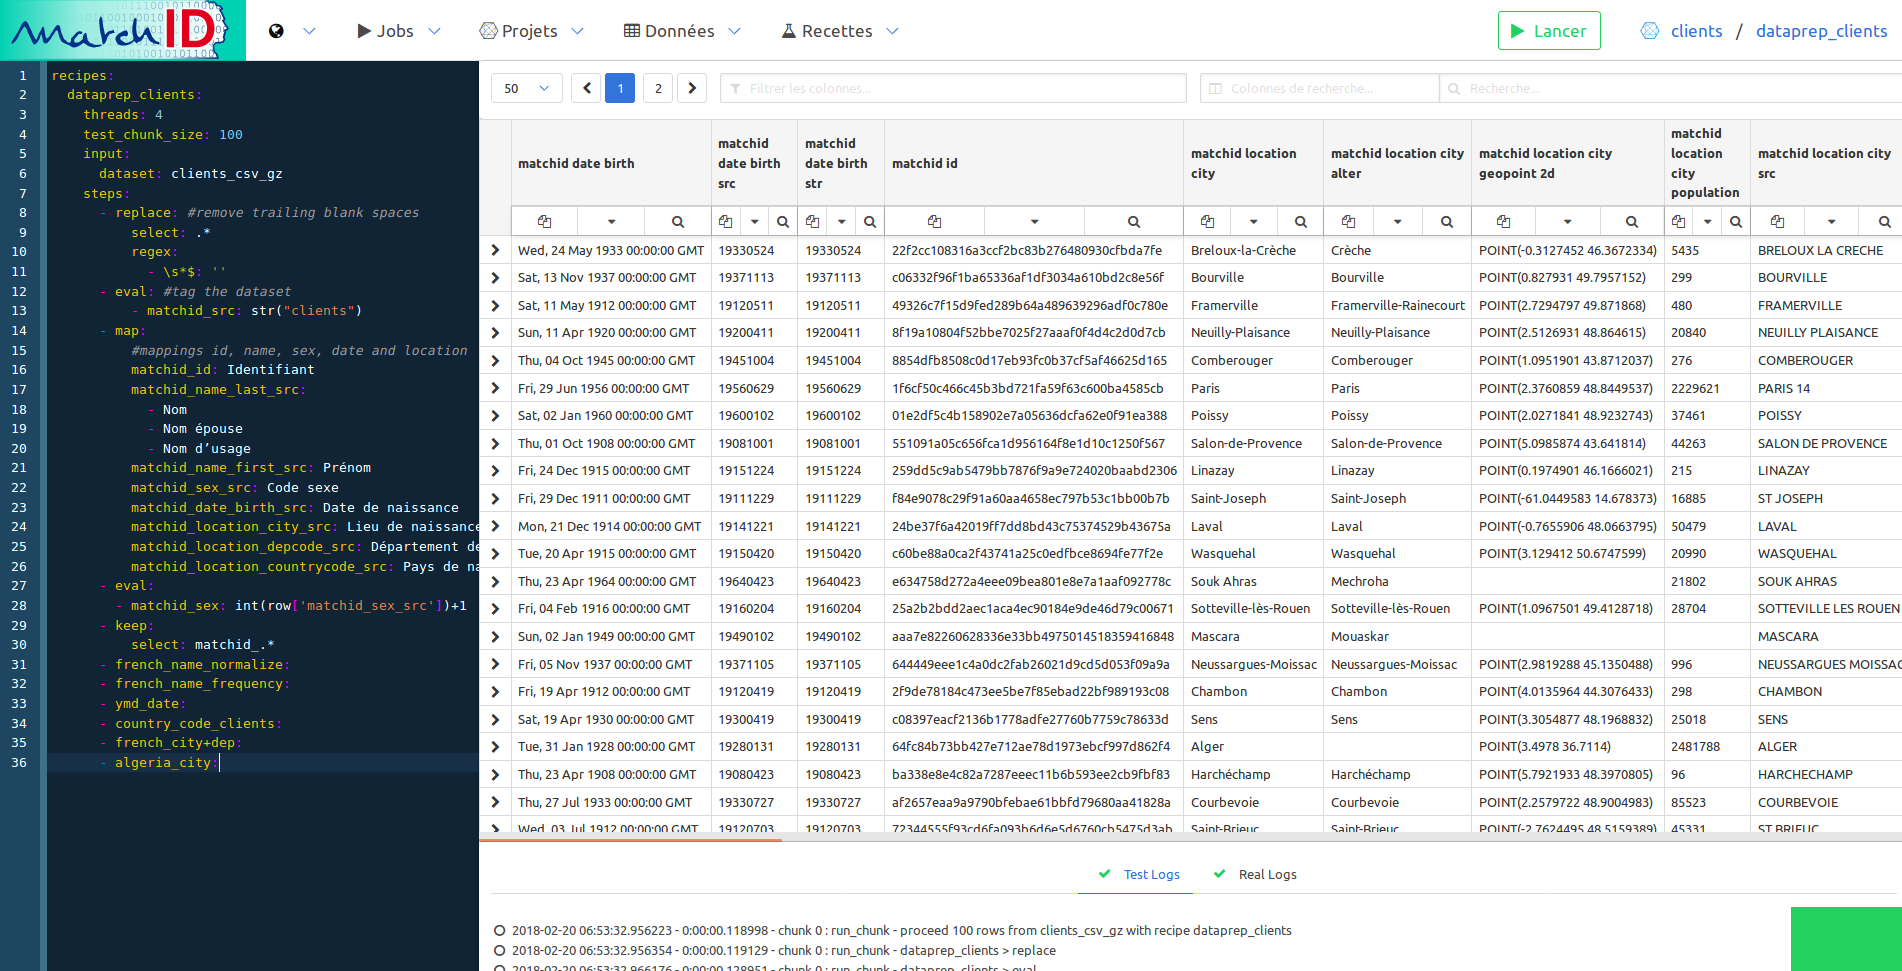 matchID
Jobs
Projets
Données
Recettes
Lancer
clients / dataprep_clients
1 recipes:
2 dataprep_clients:
3 threads: 4
4 test_chunk_size: 100
5 input:
6 dataset: clients_csv_gz
7 steps:
8 - replace: #remove trailing blank spaces
9 select: .*
10 regex:
11 - \s*$: ''
12 - eval: #tag the dataset
13 - matchid_src: str("clients")
14 - map:
15 #mappings id, name, sex, date and location
16 matchid_id: Identifiant
17 matchid_name_last_src:
18 - Nom
19 - Nom épouse
20 - Nom d’usage
21 matchid_name_first_src: Prénom
22 matchid_sex_src: Code sexe
23 matchid_date_birth_src: Date de naissance
24 matchid_location_city_src: Lieu de naissance
25 matchid_location_depcode_src: Département de
26 matchid_location_countrycode_src: Pays de na
27 - eval:
28 - matchid_sex: int(row['matchid_sex_src'])+1
29 - keep:
30 select: matchid_.*
31 - french_name_normalize:
32 - french_name_frequency:
33 - ymd_date:
34 - country_code_clients:
35 - french_city+dep:
36 - algeria_city:
50 1 2 Filtrer les colonnes... Colonnes de recherche... Recherche...
matchid date birth
matchid date birth src
matchid date birth str
matchid id
matchid location city
matchid location city alter
matchid location city geopoint 2d
matchid location city population
matchid location city src
Wed, 24 May 1933 00:00:00 GMT 19330524 19330524 22f2cc108316a3ccf2bc83b276480930cfbda7fe Breloux-la-Crèche Crèche POINT(-0.3127452 46.3672334) 5435 BRELOUX LA CRECHE
Sat, 13 Nov 1937 00:00:00 GMT 19371113 19371113 c06332f96f1ba65336af1df3034a610bd2c8e56f Bourville Bourville POINT(0.827931 49.7957152) 299 BOURVILLE
Sat, 11 May 1912 00:00:00 GMT 19120511 19120511 49326c7f15d9fed289b64a489639296adf0c780e Framerville Framerville-Rainecourt POINT(2.7294797 49.871868) 480 FRAMERVILLE
Sun, 11 Apr 1920 00:00:00 GMT 19200411 19200411 8f19a10804f52bbe7025f27aaaf0f4d4c2d0d7cb Neuilly-Plaisance Neuilly-Plaisance POINT(2.5126931 48.864615) 20840 NEUILLY PLAISANCE
Thu, 04 Oct 1945 00:00:00 GMT 19451004 19451004 8854dfb8508c0d17eb93fc0b37cf5af46625d165 Comberouger Comberouger POINT(1.0951901 43.8712037) 276 COMBEROUGER
Fri, 29 Jun 1956 00:00:00 GMT 19560629 19560629 1f6cf50c466c45b3bd721fa59f63c600ba4585cb Paris Paris POINT(2.3760859 48.8449537) 2229621 PARIS 14
Sat, 02 Jan 1960 00:00:00 GMT 19600102 19600102 01e2df5c4b158902e7a05636dcfa62e0f91ea388 Poissy Poissy POINT(2.0271841 48.9232743) 37461 POISSY
Thu, 01 Oct 1908 00:00:00 GMT 19081001 19081001 551091a05c656fca1d956164f8e1d10c1250f567 Salon-de-Provence Salon-de-Provence POINT(5.0985874 43.641814) 44263 SALON DE PROVENCE
Fri, 24 Dec 1915 00:00:00 GMT 19151224 19151224 259dd5c9ab5479bb7876f9a9e724020baabd2306 Linazay Linazay POINT(0.1974901 46.1666021) 215 LINAZAY
Fri, 29 Dec 1911 00:00:00 GMT 19111229 19111229 f84e9078c29f91a60aa4658ec797b53c1bb00b7b Saint-Joseph Saint-Joseph POINT(-61.0449583 14.678373) 16885 ST JOSEPH
Mon, 21 Dec 1914 00:00:00 GMT 19141221 19141221 24be37f6a42019ff7dd8bd43c75374529b43675a Laval Laval POINT(-0.7655906 48.0663795) 50479 LAVAL
Tue, 20 Apr 1915 00:00:00 GMT 19150420 19150420 c60be88a0ca2f43741a25c0edfbce8694fe77f2e Wasquehal Wasquehal POINT(3.129412 50.6747599) 20990 WASQUEHAL
Thu, 23 Apr 1964 00:00:00 GMT 19640423 19640423 e634758d272a4eee09bea801e8e7a1aaf092778c Souk Ahras Mechroha 21802 SOUK AHRAS
Fri, 04 Feb 1916 00:00:00 GMT 19160204 19160204 25a2b2bdd2aec1aca4ec90184e9de46d79c00671 Sotteville-lès-Rouen Sotteville-lès-Rouen POINT(1.0967501 49.4128718) 28704 SOTTEVILLE LES ROUEN
Sun, 02 Jan 1949 00:00:00 GMT 19490102 19490102 aaa7e82260628336e33bb4975014518359416848 Mascara Mouaskar MASCARA
Fri, 05 Nov 1937 00:00:00 GMT 19371105 19371105 644449eee1c4a0dc2fab26021d9cd5d053f09a9a Neussargues-Moissac Neussargues-Moissac POINT(2.9819288 45.1350488) 996 NEUSSARGUES MOISSAC
Fri, 19 Apr 1912 00:00:00 GMT 19120419 19120419 2f9de78184c473ee5be7f85ebad22bf989193c08 Chambon Chambon POINT(4.0135964 44.3076433) 298 CHAMBON
Sat, 19 Apr 1930 00:00:00 GMT 19300419 19300419 c08397eacf2136b1778adfe27760b7759c78633d Sens Sens POINT(3.3054877 48.1968832) 25018 SENS
Tue, 31 Jan 1928 00:00:00 GMT 19280131 19280131 64fc84b73bb427e712ae78d1973ebcf997d862f4 Alger POINT(3.4978 36.7114) 2481788 ALGER
Thu, 23 Apr 1908 00:00:00 GMT 19080423 19080423 ba338e8e4c82a7287eeec11b6b593ee2cb9fbf83 Harchéchamp Harchéchamp POINT(5.7921933 48.3970805) 96 HARCHECHAMP
Thu, 27 Jul 1933 00:00:00 GMT 19330727 19330727 af2657eaa9a9790bfebae61bbfd79680aa41828a Courbevoie Courbevoie POINT(2.2579722 48.9004983) 85523 COURBEVOIE
Wed, 03 Jul 1912 00:00:00 GMT 19120703 19120703 72344555f93cd6fa093b6d6e5d6760cb5475d3ab Saint-Brieuc Saint-Brieuc POINT(-2.7624495 48.5159389) 45331 ST BRIEUC
Test Logs Real Logs
2018-02-20 06:53:32.956223 - 0:00:00.118998 - chunk 0 : run_chunk - proceed 100 rows from clients_csv_gz with recipe dataprep_clients
2018-02-20 06:53:32.956354 - 0:00:00.119129 - chunk 0 : run_chunk - dataprep_clients > replace
2018-02-20 06:53:32.966176 - 0:00:00.128951 - chunk 0 : run_chunk - dataprep_clients > eval